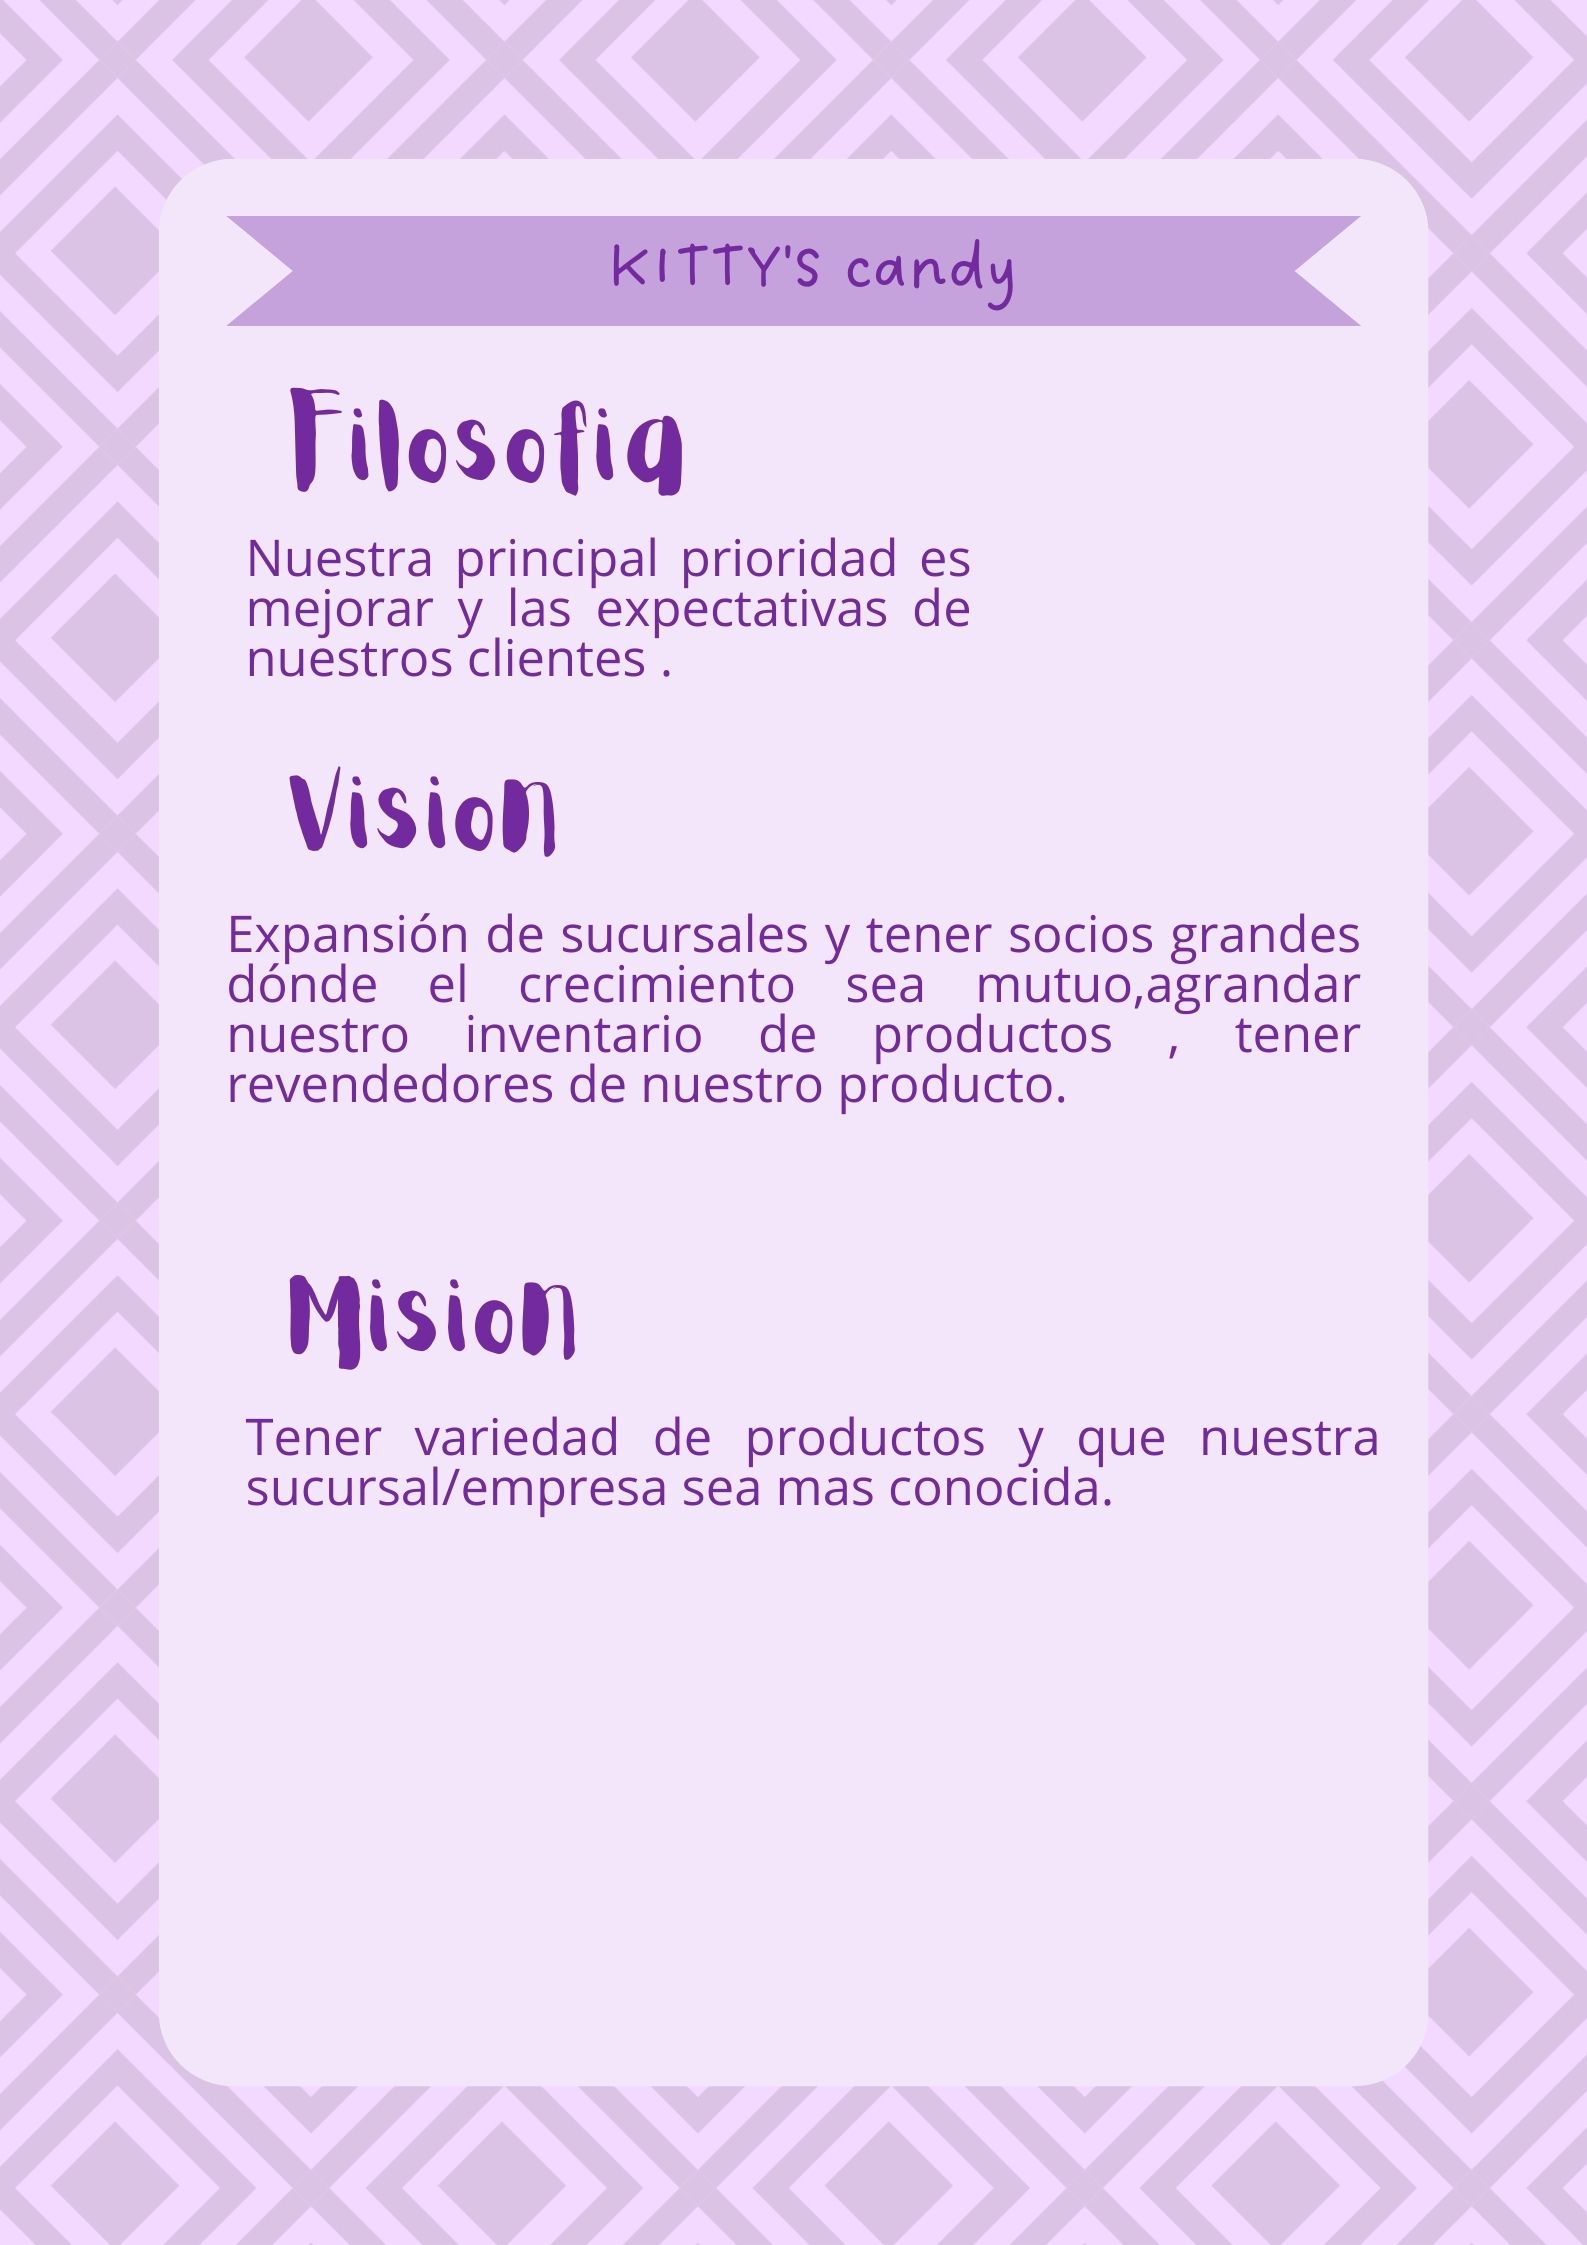 KITTY'S candy
Filosofia
Nuestra principal prioridad es
mejorar y las expectativas de
nuestros clientes .
Vision
Expansión de sucursales y tener socios grandes
dónde el crecimiento sea mutuo,agrandar
nuestro inventario de productos , tener
revendedores de nuestro producto.
Mision
Tener variedad de productos y que nuestra
sucursal/empresa sea mas conocida.